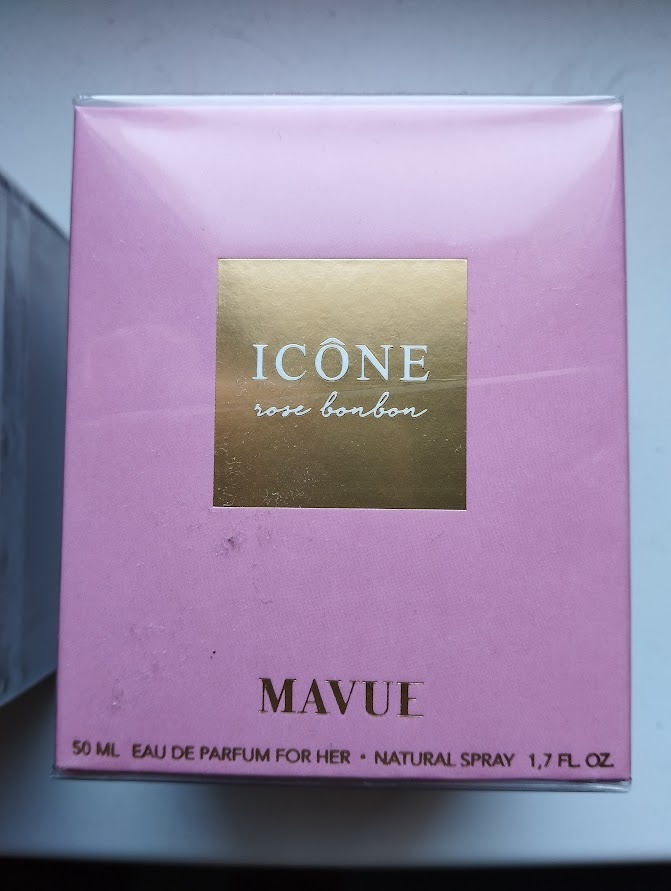 ICÔNE
rose bonbon
MAVUE
50 ML EAU DE PARFUM FOR HER • NATURAL SPRAY 1,7 FL. OZ.